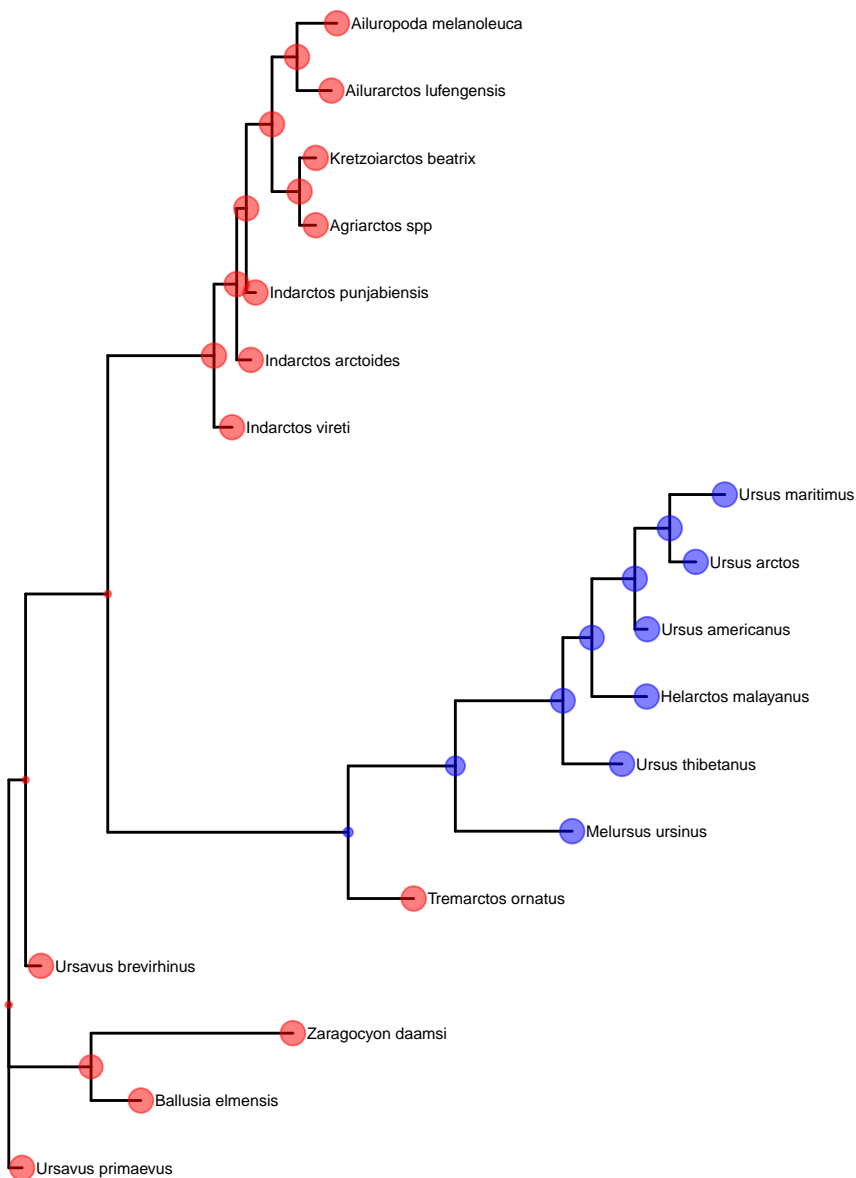 Ailuropoda melanoleuca
Ailurarctos lufengensis
Kretzoiarctos beatrix
Agriarctos spp
Indarctos punjabiensis
Indarctos arctoides
Indarctos vireti
Ursus maritimus
Ursus arctos
Ursus americanus
Helarctos malayanus
Ursus thibetanus
Melursus ursinus
Tremarctos ornatus
Ursavus brevirhinus
Zaragocyon daamsi
Ballusia elmensis
Ursavus primaevus